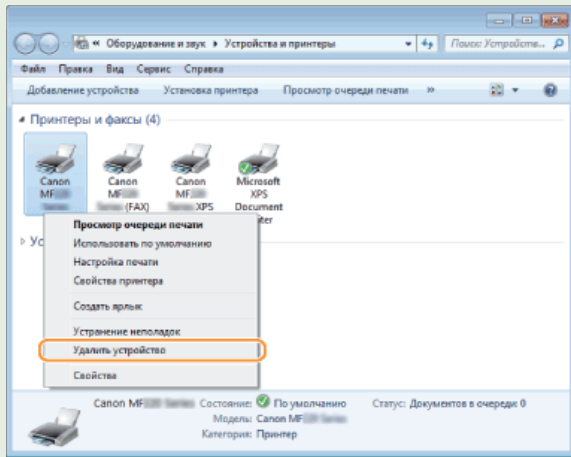 « Оборудование и звук ▸ Устройства и принтеры
Поиск: Устройств...
Файл Правка Вид Сервис Справка
Добавление устройства Установка принтера Просмотр очереди печати »
Принтеры и факсы (4)
Canon MF
Canon MF (FAX)
Canon MF XPS
Microsoft XPS Document
Просмотр очереди печати
Использовать по умолчанию
Настройка печати
Свойства принтера
Создать ярлык
Устранение неполадок
Удалить устройство
Свойства
Canon MF Состояние: По умолчанию Статус: Документов в очереди: 0
Модель: Canon MF
Категория: Принтер